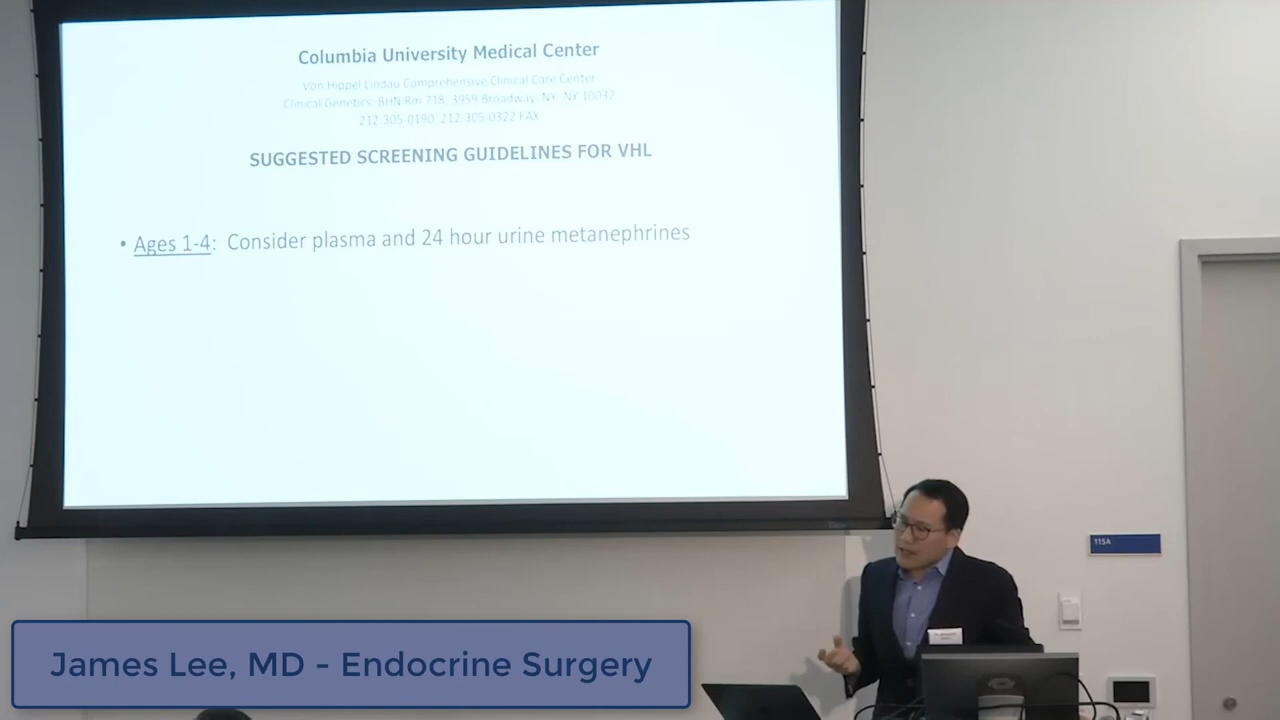 Columbia University Medical Center
Von Hippel Lindau Comprehensive Clinical Care Center
Clinical Genetics, BHN Rm 718, 3959 Broadway, NY, NY 10032
212-305-0190, 212-305-0322 FAX
SUGGESTED SCREENING GUIDELINES FOR VHL
• Ages 1-4: Consider plasma and 24 hour urine metanephrines
115A
James Lee, MD - Endocrine Surgery